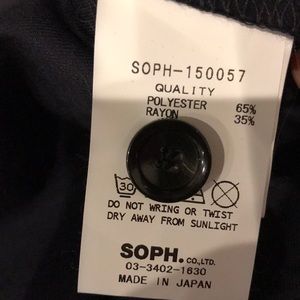 SOPH-150057
QUALITY
POLYESTER 65%
RAYON 35%
30
DO NOT WRING OR TWIST
DRY AWAY FROM SUNLIGHT
SOPH.CO.,LTD.
03-3402-1630
MADE IN JAPAN